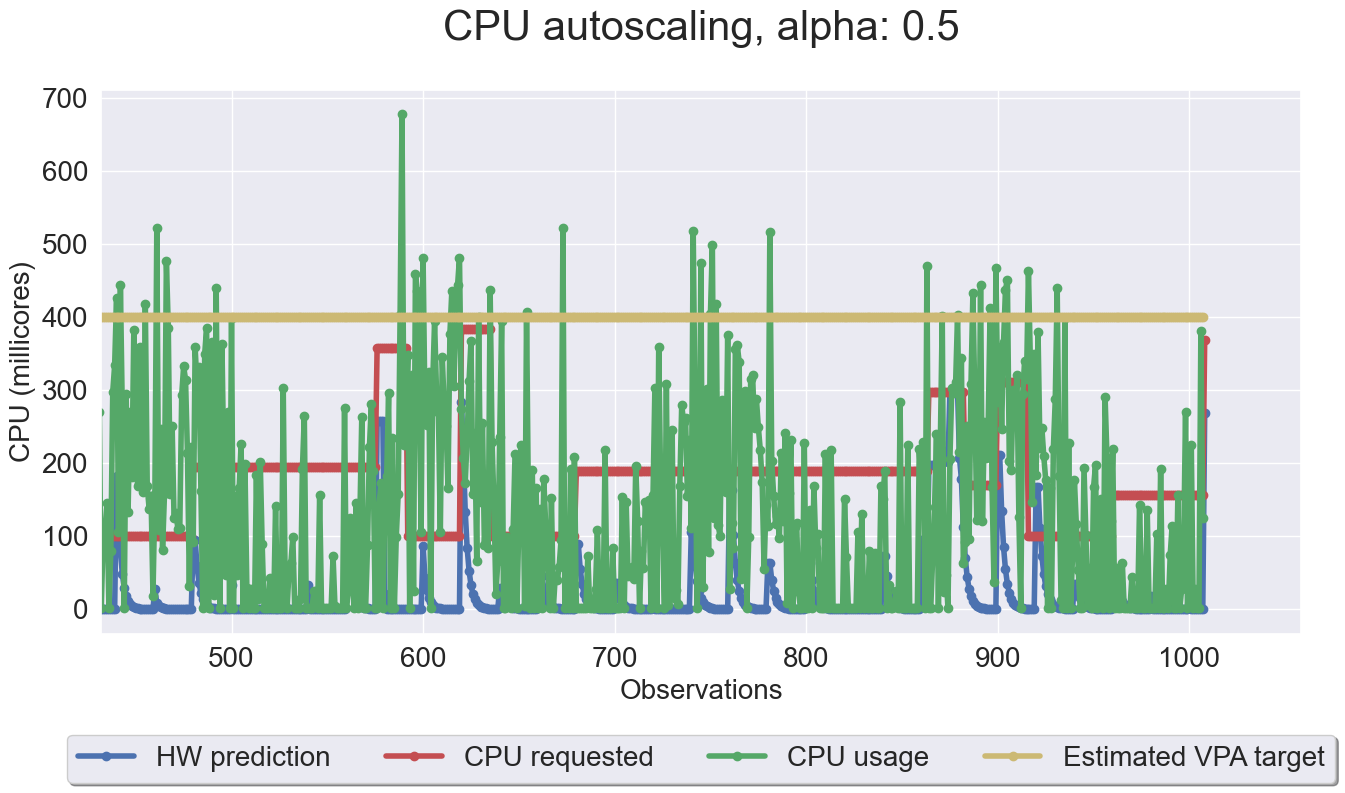 CPU autoscaling, alpha: 0.5
700
600
500
400
300
200
100
0
CPU (millicores)
500 600 700 800 900 1000
Observations
HW prediction CPU requested CPU usage Estimated VPA target